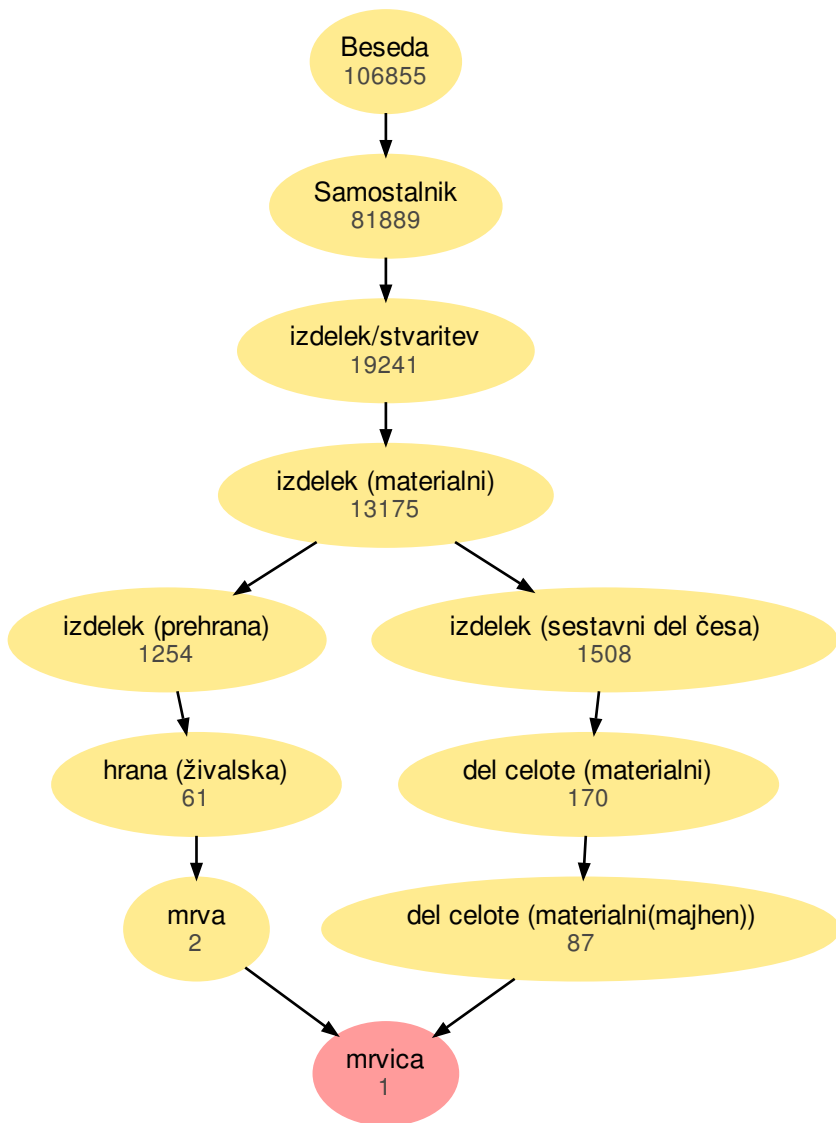 Beseda
106855
Samostalnik
81889
izdelek/stvaritev
19241
izdelek (materialni)
13175
izdelek (prehrana)
1254
izdelek (sestavni del česa)
1508
hrana (živalska)
61
del celote (materialni)
170
mrva
2
del celote (materialni(majhen))
87
mrvica
1